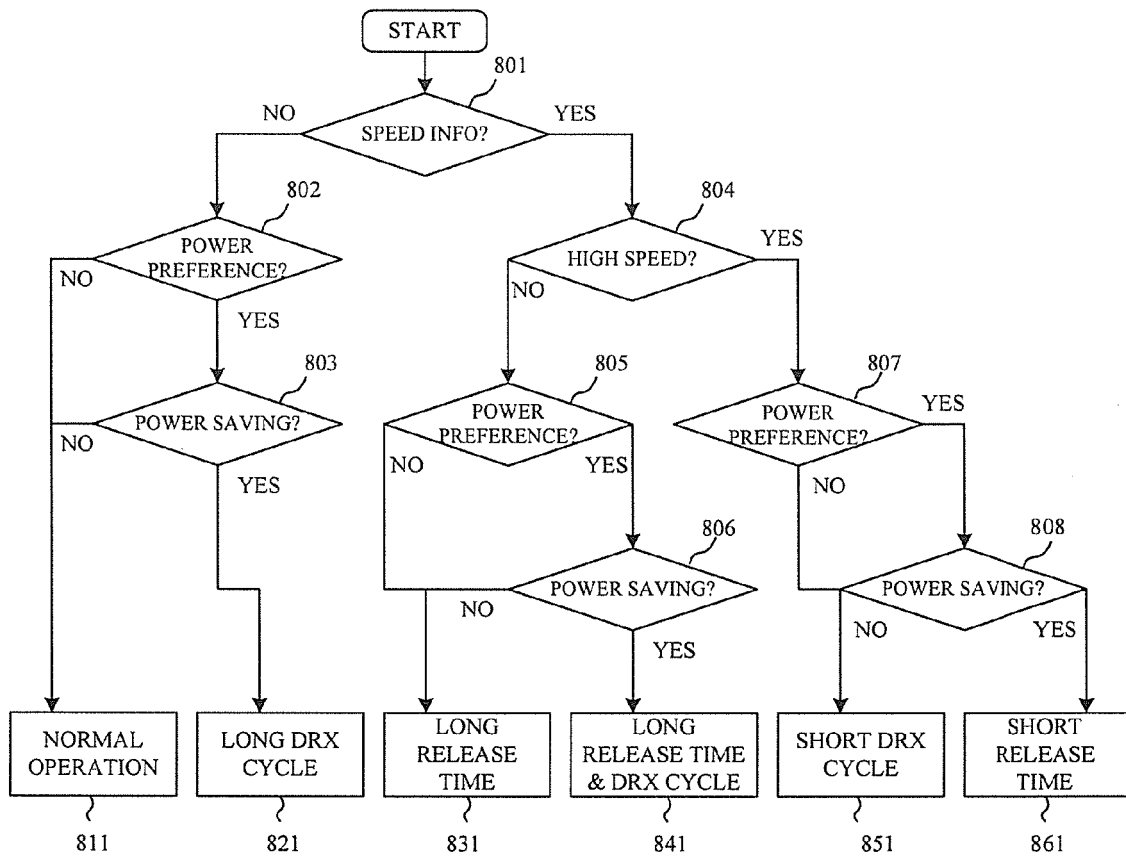 START
801
NO
YES
SPEED INFO?
802
804
POWER
PREFERENCE?
NO
YES
HIGH SPEED?
YES
NO
803
805
807
POWER SAVING?
NO
YES
POWER
PREFERENCE?
NO
YES
POWER
PREFERENCE?
YES
NO
806
808
POWER SAVING?
NO
YES
POWER SAVING?
NO
YES
NORMAL
OPERATION
LONG DRX
CYCLE
LONG
RELEASE
TIME
LONG
RELEASE TIME
& DRX CYCLE
SHORT DRX
CYCLE
SHORT
RELEASE
TIME
811
821
831
841
851
861